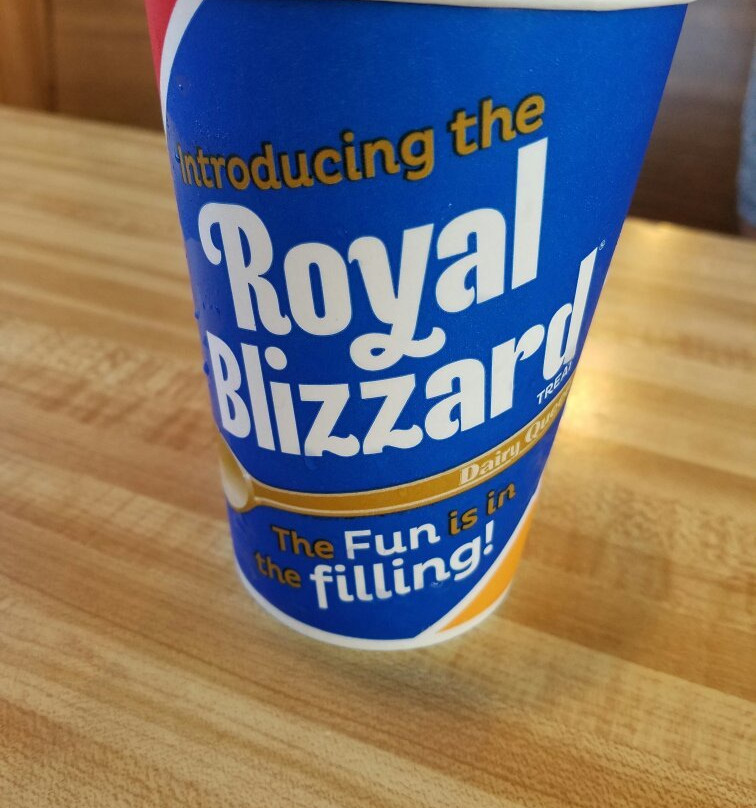 Introducing the
Royal
Blizzard®
TREAT
Dairy Queen
The Fun is in
the filling!